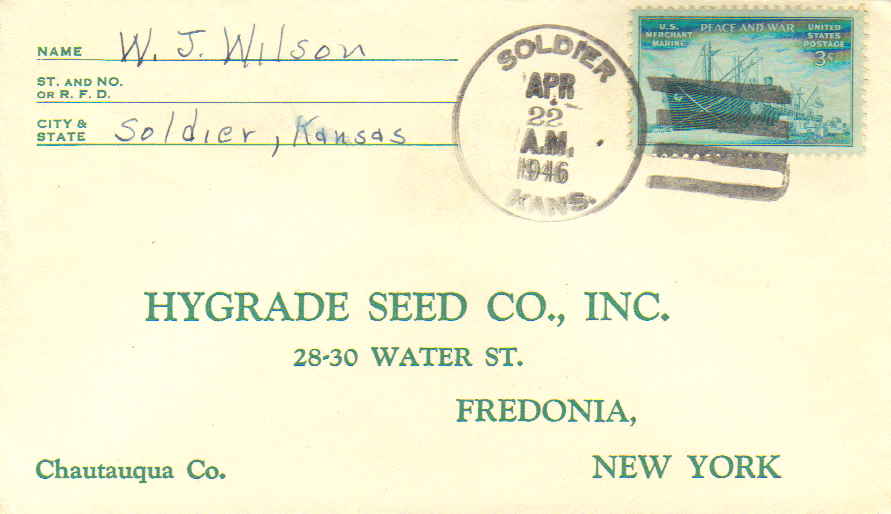 NAME W. J. Wilson
ST. AND NO.
OR R. F. D.
CITY &
STATE Soldier, Kansas
SOLDIER
APR
22
A.M.
1946
KANS.
U.S. PEACE AND WAR UNITED
MERCHANT STATES
MARINE POSTAGE
3¢
HYGRADE SEED CO., INC.
28-30 WATER ST.
FREDONIA,
Chautauqua Co. NEW YORK